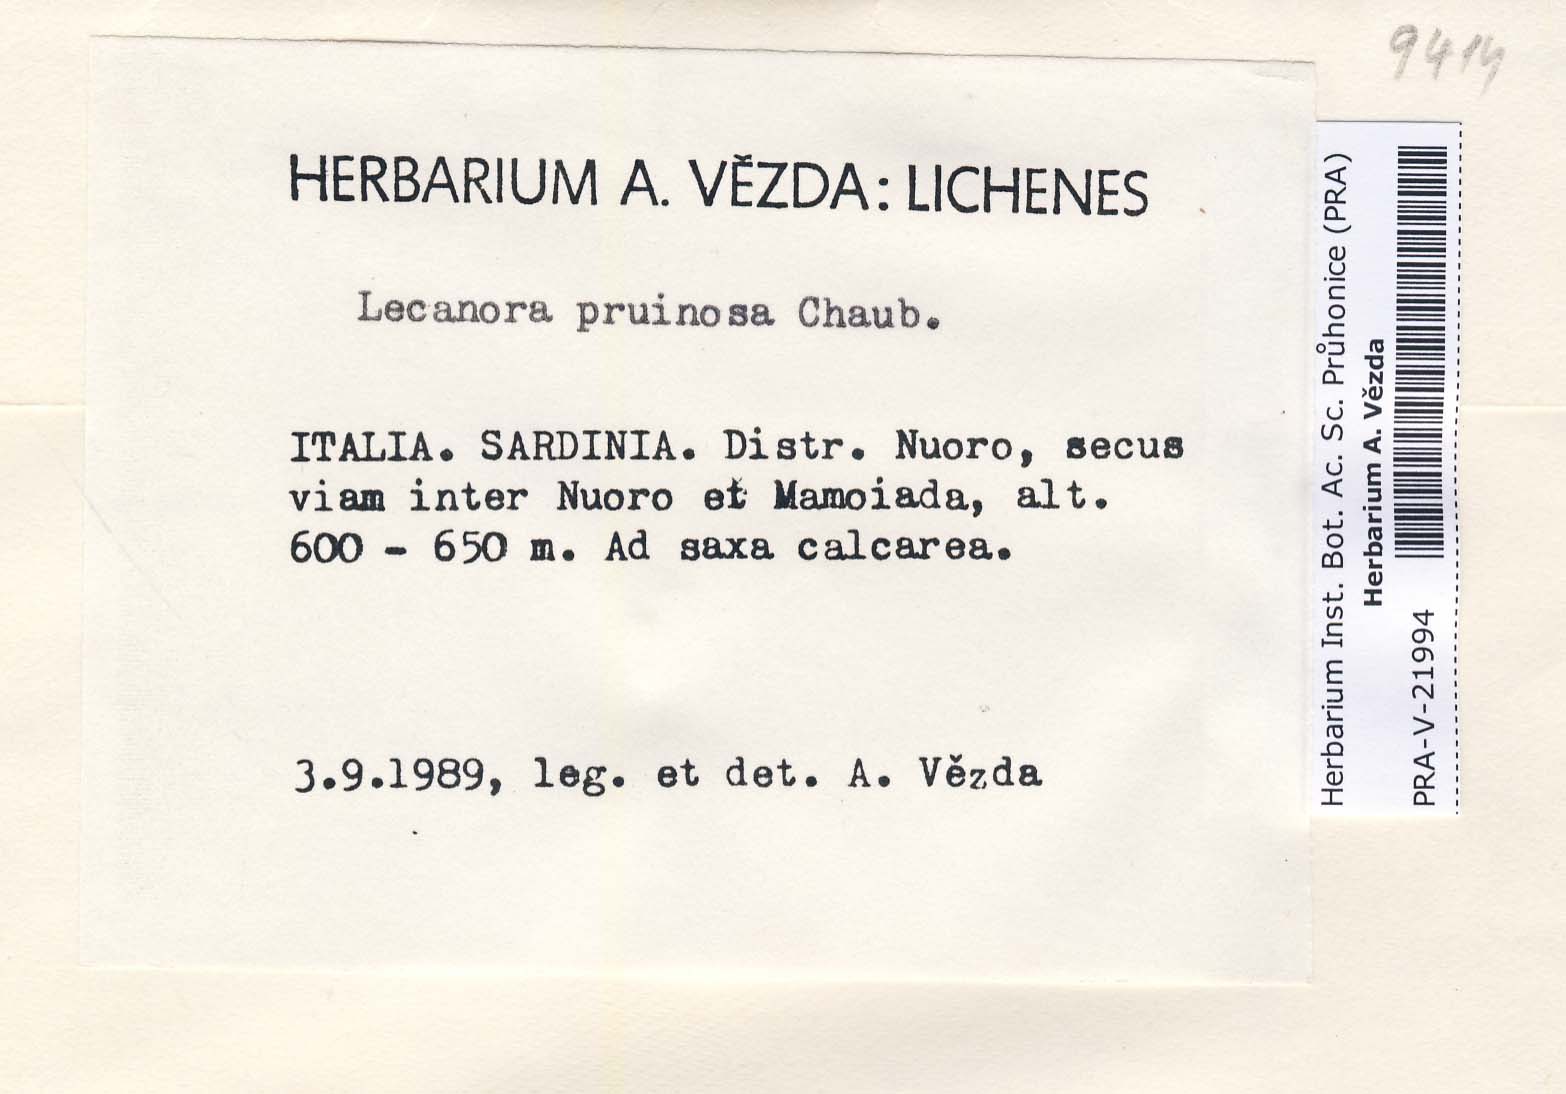 9414
HERBARIUM A. VĚZDA: LICHENES
Lecanora pruinosa Chaub.
ITALIA. SARDINIA. Distr. Nuoro, secus
viam inter Nuoro et Mamoiada, alt.
600 - 650 m. Ad saxa calcarea.
3.9.1989, leg. et det. A. Vězda
Herbarium Inst. Bot. Ac. Sc. Průhonice (PRA)
Herbarium A. Vězda
PRA-V-21994